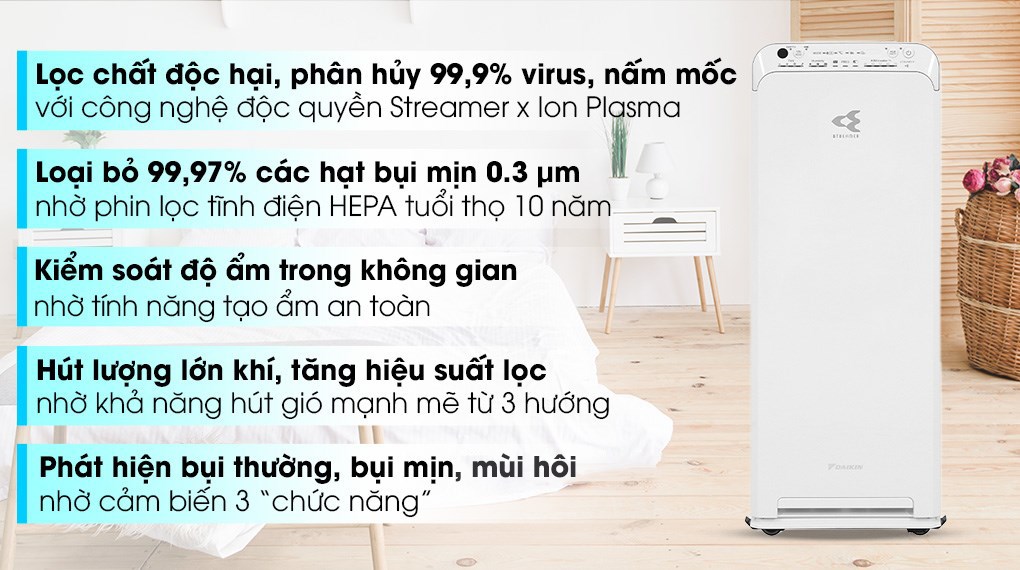 Lọc chất độc hại, phân hủy 99,9% virus, nấm mốc
với công nghệ độc quyền Streamer x Ion Plasma
Loại bỏ 99,97% các hạt bụi mịn 0.3 µm
nhờ phin lọc tĩnh điện HEPA tuổi thọ 10 năm
Kiểm soát độ ẩm trong không gian
nhờ tính năng tạo ẩm an toàn
Hút lượng lớn khí, tăng hiệu suất lọc
nhờ khả năng hút gió mạnh mẽ từ 3 hướng
Phát hiện bụi thường, bụi mịn, mùi hôi
nhờ cảm biến 3 “chức năng”
STREAMER
DAIKIN